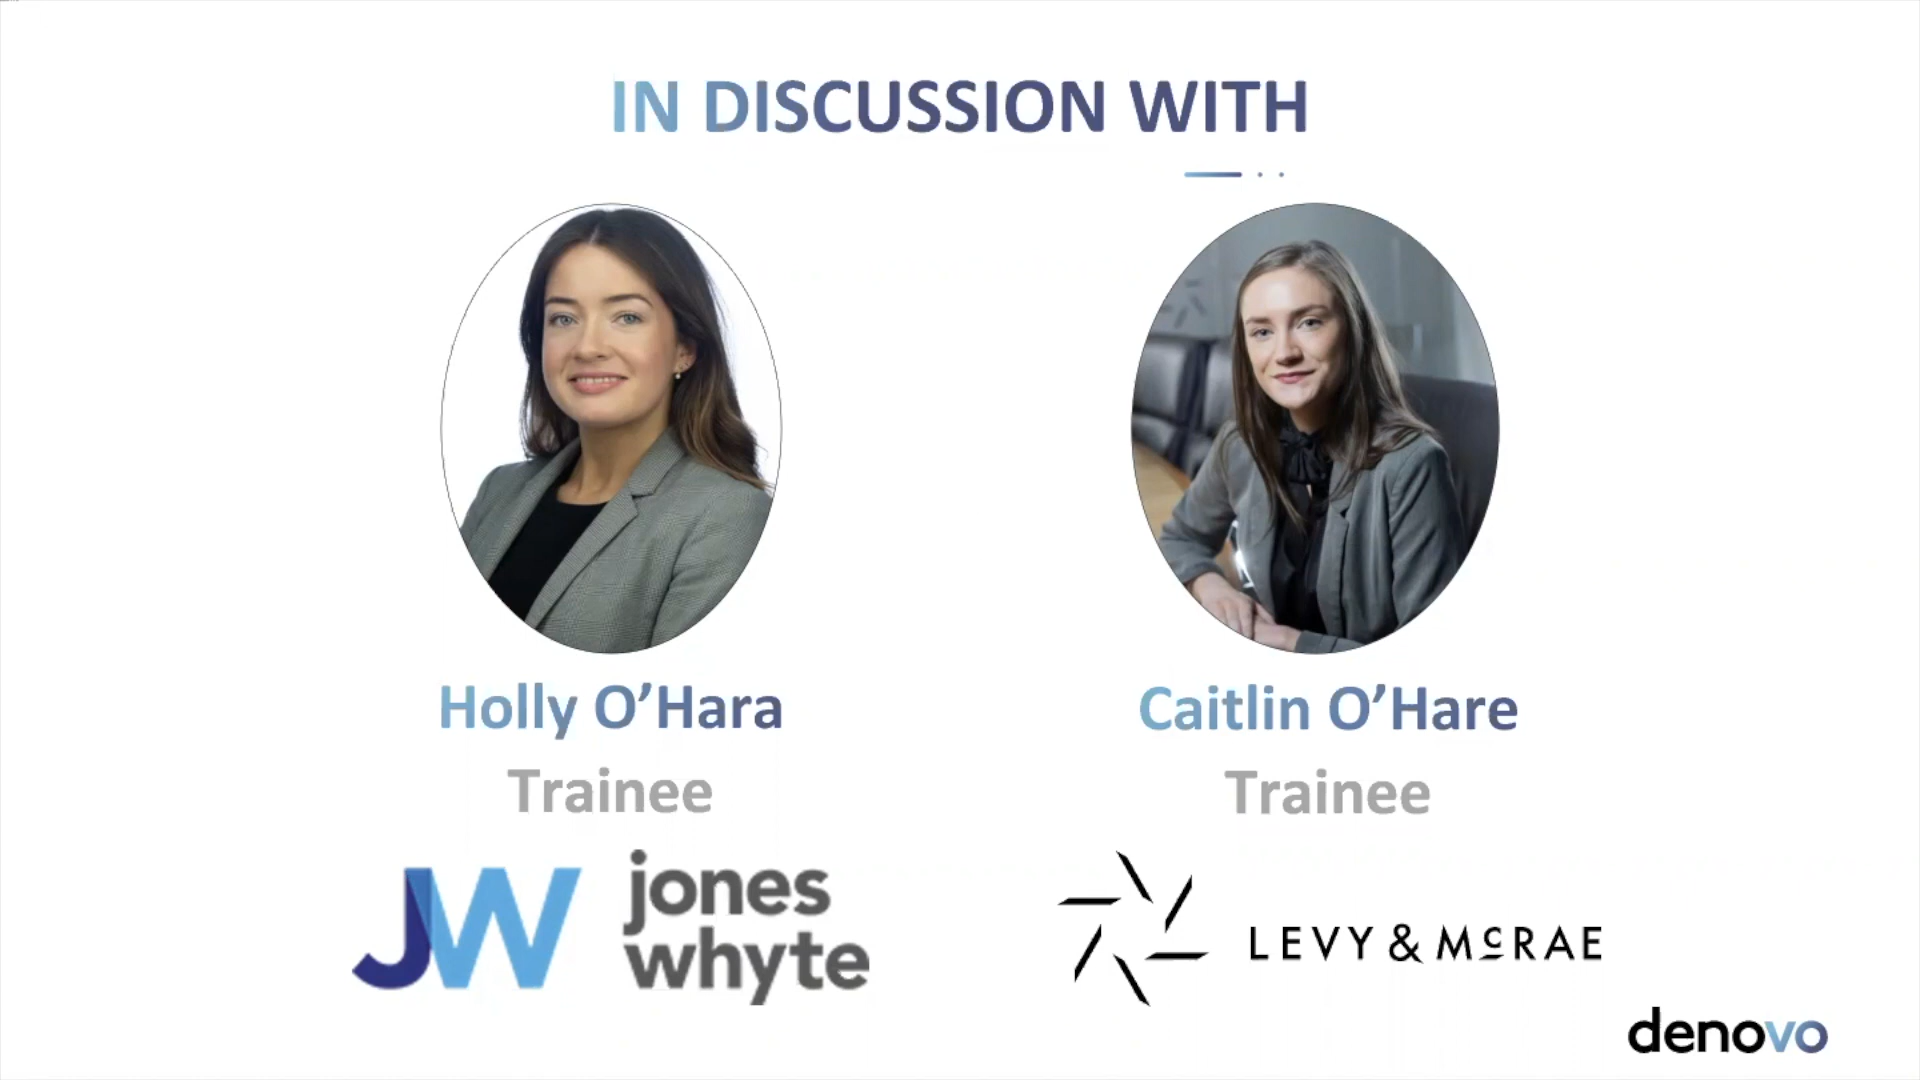 IN DISCUSSION WITH
Holly O’Hara
Caitlin O’Hare
Trainee
Trainee
JW
jones
whyte
LEVY & McRAE
denovo